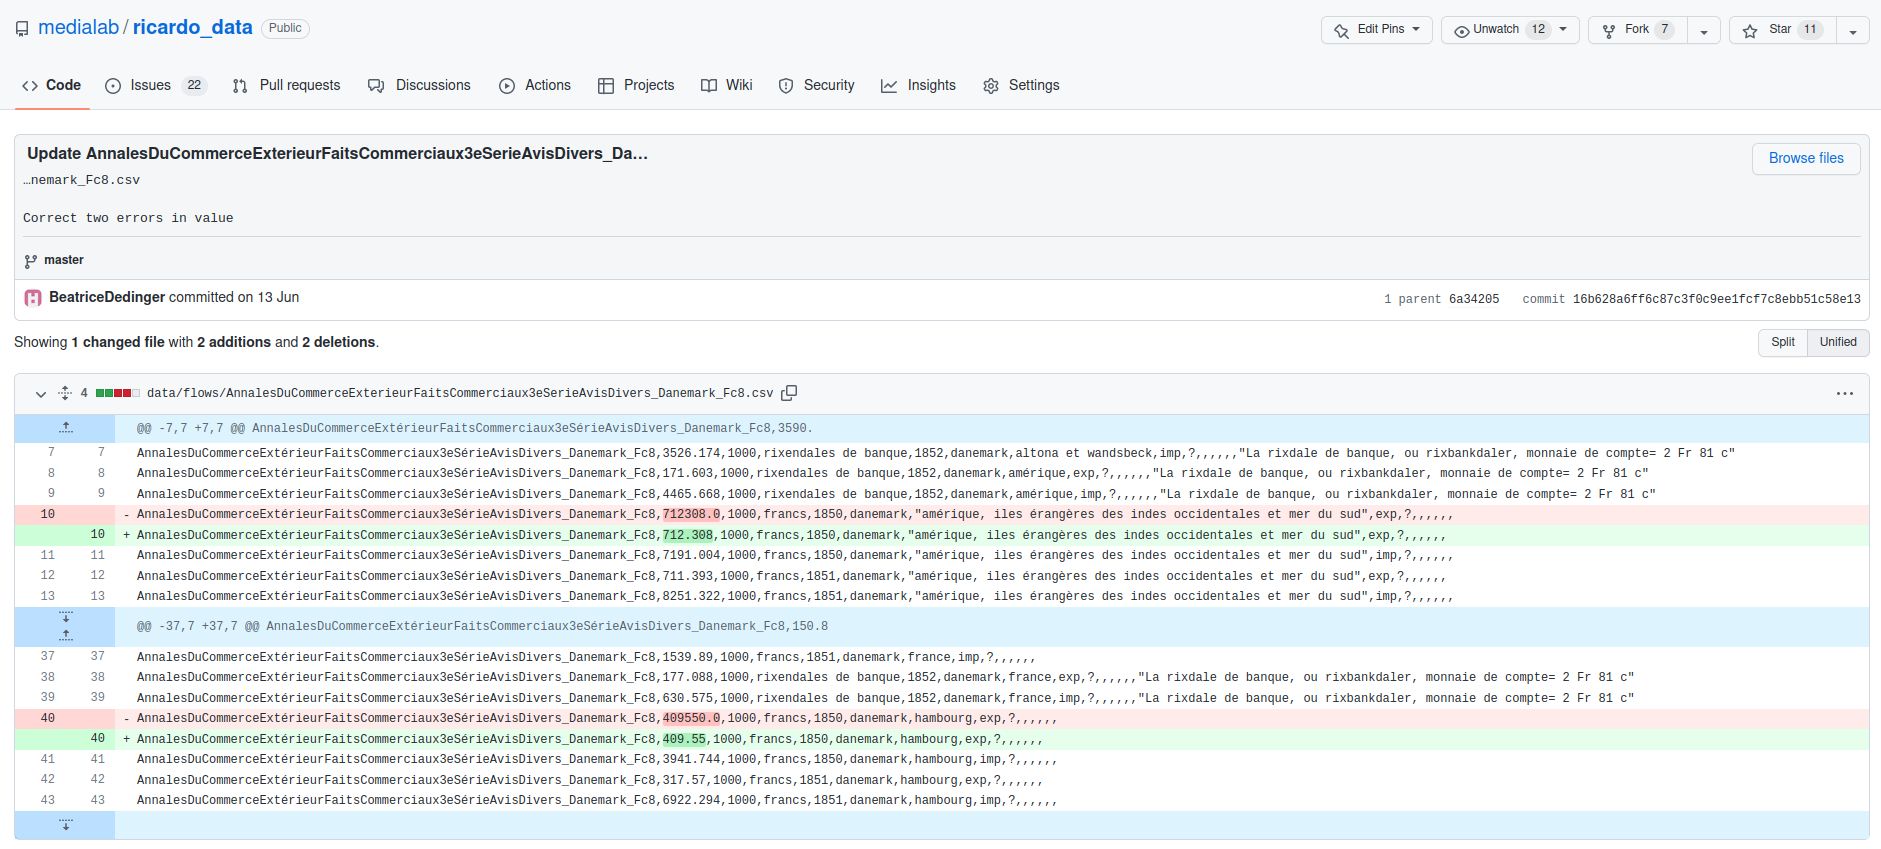 medialab / ricardo_data Public
Edit Pins Unwatch 12 Fork 7 Star 11
Code Issues 22 Pull requests Discussions Actions Projects Wiki Security Insights Settings
Update AnnalesDuCommerceExterieurFaitsCommerciaux3eSerieAvisDivers_Da…
Browse files
…nemark_Fc8.csv
Correct two errors in value
master
BeatriceDedinger committed on 13 Jun
1 parent 6a34205 commit 16b628a6ff6c87c3f0c9ee1fcf7c8ebb51c58e13
Showing 1 changed file with 2 additions and 2 deletions.
Split Unified
4 data/flows/AnnalesDuCommerceExterieurFaitsCommerciaux3eSerieAvisDivers_Danemark_Fc8.csv
@@ -7,7 +7,7 @@ AnnalesDuCommerceExtérieurFaitsCommerciaux3eSérieAvisDivers_Danemark_Fc8,3590.
7 7 AnnalesDuCommerceExtérieurFaitsCommerciaux3eSérieAvisDivers_Danemark_Fc8,3526.174,1000,rixendales de banque,1852,danemark,altona et wandsbeck,imp,?,,,,,,"La rixdale de banque, ou rixbankdaler, monnaie de compte= 2 Fr 81 c"
8 8 AnnalesDuCommerceExtérieurFaitsCommerciaux3eSérieAvisDivers_Danemark_Fc8,171.603,1000,rixendales de banque,1852,danemark,amérique,exp,?,,,,,,"La rixdale de banque, ou rixbankdaler, monnaie de compte= 2 Fr 81 c"
9 9 AnnalesDuCommerceExtérieurFaitsCommerciaux3eSérieAvisDivers_Danemark_Fc8,4465.668,1000,rixendales de banque,1852,danemark,amérique,imp,?,,,,,,"La rixdale de banque, ou rixbankdaler, monnaie de compte= 2 Fr 81 c"
10 - AnnalesDuCommerceExtérieurFaitsCommerciaux3eSérieAvisDivers_Danemark_Fc8,712308.0,1000,francs,1850,danemark,"amérique, iles érangères des indes occidentales et mer du sud",exp,?,,,,,,
10 + AnnalesDuCommerceExtérieurFaitsCommerciaux3eSérieAvisDivers_Danemark_Fc8,712.308,1000,francs,1850,danemark,"amérique, iles érangères des indes occidentales et mer du sud",exp,?,,,,,,
11 11 AnnalesDuCommerceExtérieurFaitsCommerciaux3eSérieAvisDivers_Danemark_Fc8,7191.004,1000,francs,1850,danemark,"amérique, iles érangères des indes occidentales et mer du sud",imp,?,,,,,,
12 12 AnnalesDuCommerceExtérieurFaitsCommerciaux3eSérieAvisDivers_Danemark_Fc8,711.393,1000,francs,1851,danemark,"amérique, iles érangères des indes occidentales et mer du sud",exp,?,,,,,,
13 13 AnnalesDuCommerceExtérieurFaitsCommerciaux3eSérieAvisDivers_Danemark_Fc8,8251.322,1000,francs,1851,danemark,"amérique, iles érangères des indes occidentales et mer du sud",imp,?,,,,,,
@@ -37,7 +37,7 @@ AnnalesDuCommerceExtérieurFaitsCommerciaux3eSérieAvisDivers_Danemark_Fc8,150.8
37 37 AnnalesDuCommerceExtérieurFaitsCommerciaux3eSérieAvisDivers_Danemark_Fc8,1539.89,1000,francs,1851,danemark,france,imp,?,,,,,,
38 38 AnnalesDuCommerceExtérieurFaitsCommerciaux3eSérieAvisDivers_Danemark_Fc8,177.088,1000,rixendales de banque,1852,danemark,france,exp,?,,,,,,"La rixdale de banque, ou rixbankdaler, monnaie de compte= 2 Fr 81 c"
39 39 AnnalesDuCommerceExtérieurFaitsCommerciaux3eSérieAvisDivers_Danemark_Fc8,630.575,1000,rixendales de banque,1852,danemark,france,imp,?,,,,,,"La rixdale de banque, ou rixbankdaler, monnaie de compte= 2 Fr 81 c"
40 - AnnalesDuCommerceExtérieurFaitsCommerciaux3eSérieAvisDivers_Danemark_Fc8,409550.0,1000,francs,1850,danemark,hambourg,exp,?,,,,,,
40 + AnnalesDuCommerceExtérieurFaitsCommerciaux3eSérieAvisDivers_Danemark_Fc8,409.55,1000,francs,1850,danemark,hambourg,exp,?,,,,,,
41 41 AnnalesDuCommerceExtérieurFaitsCommerciaux3eSérieAvisDivers_Danemark_Fc8,3941.744,1000,francs,1850,danemark,hambourg,imp,?,,,,,,
42 42 AnnalesDuCommerceExtérieurFaitsCommerciaux3eSérieAvisDivers_Danemark_Fc8,317.57,1000,francs,1851,danemark,hambourg,exp,?,,,,,,
43 43 AnnalesDuCommerceExtérieurFaitsCommerciaux3eSérieAvisDivers_Danemark_Fc8,6922.294,1000,francs,1851,danemark,hambourg,imp,?,,,,,,